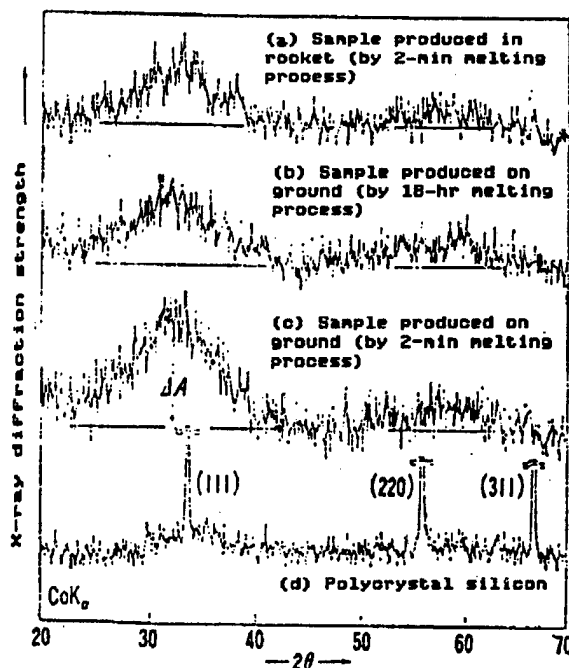 (a) Sample produced in
rocket (by 2-min melting
process)
(b) Sample produced on
ground (by 18-hr melting
process)
(c) Sample produced on
ground (by 2-min melting
process)
X-ray diffraction strength
ΔA
(111)
(220)
(311)
(d) Polycrystal silicon
CoKα
20 30 40 50 60 70
2θ